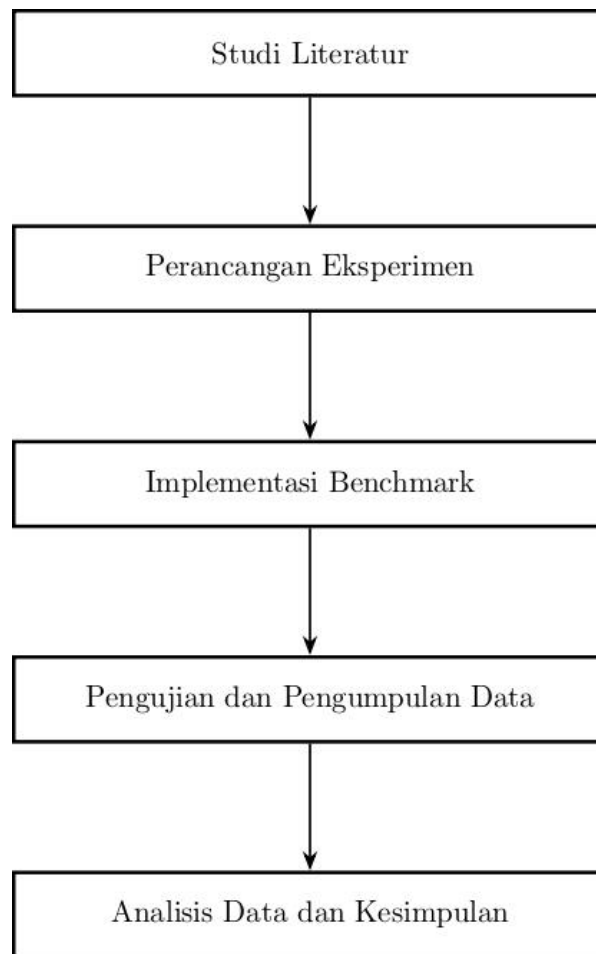 Studi Literatur
Perancangan Eksperimen
Implementasi Benchmark
Pengujian dan Pengumpulan Data
Analisis Data dan Kesimpulan